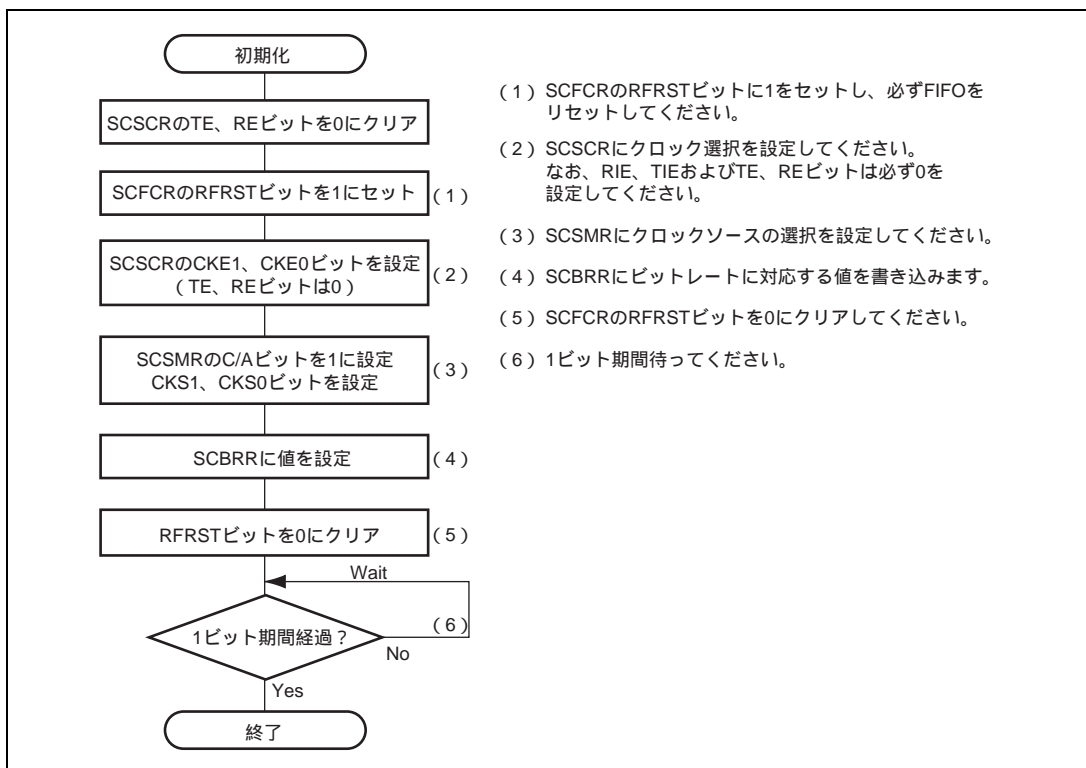 初期化
SCSCRのTE、REビットを0にクリア
SCFCRのRFRSTビットを1にセット
(1)
SCSCRのCKE1、CKE0ビットを設定
(TE、REビットは0)
(2)
SCSMRのC/Aビットを1に設定
CKS1、CKS0ビットを設定
(3)
SCBRRに値を設定
(4)
RFRSTビットを0にクリア
(5)
Wait
1ビット期間経過?
(6)
No
Yes
終了
(1) SCFCRのRFRSTビットに1をセットし、必ずFIFOを
リセットしてください。
(2) SCSCRにクロック選択を設定してください。
なお、RIE、TIEおよびTE、REビットは必ず0を
設定してください。
(3) SCSMRにクロックソースの選択を設定してください。
(4) SCBRRにビットレートに対応する値を書き込みます。
(5) SCFCRのRFRSTビットを0にクリアしてください。
(6) 1ビット期間待ってください。